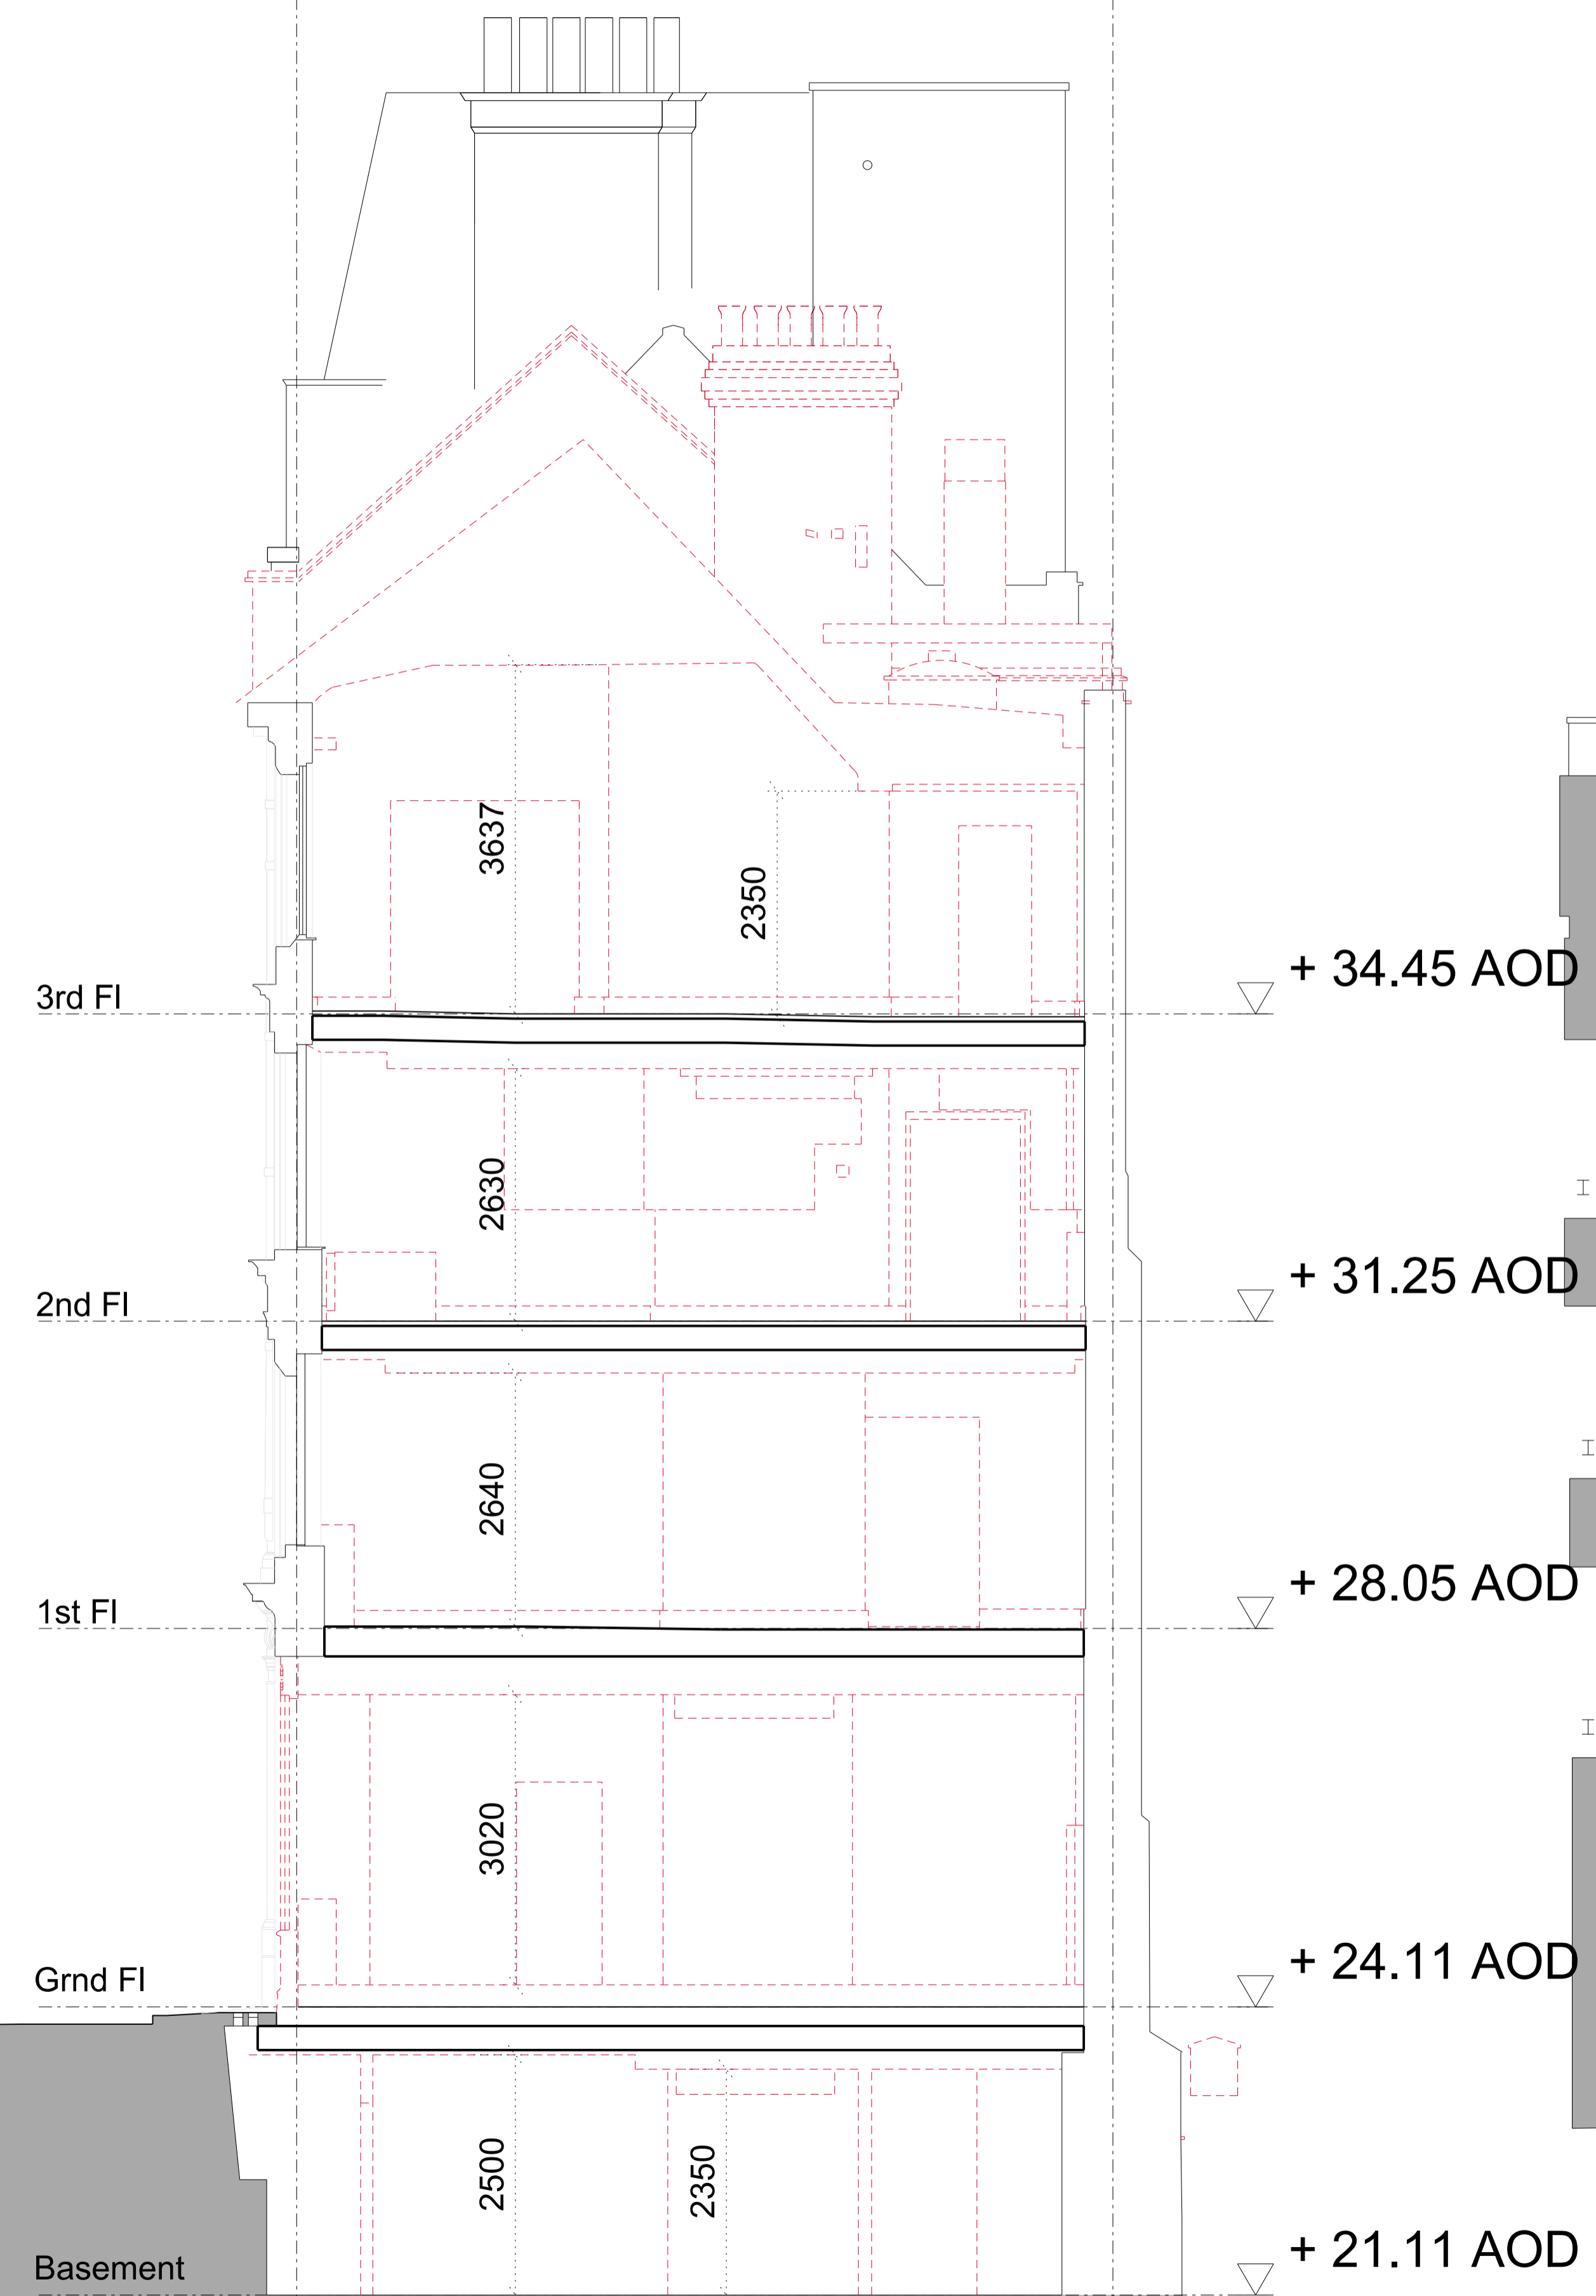 3637
2350
3rd Fl
+ 34.45 AOD
2630
2nd Fl
+ 31.25 AOD
2640
1st Fl
+ 28.05 AOD
3020
Grnd Fl
+ 24.11 AOD
2500
2350
Basement
+ 21.11 AOD